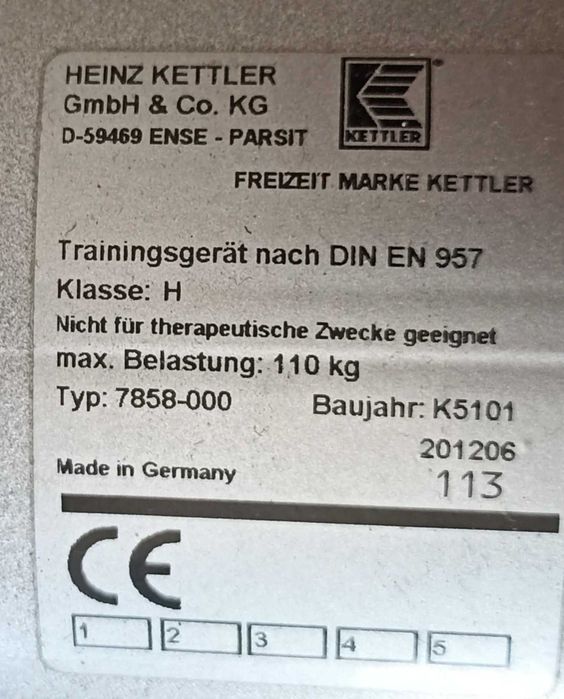 HEINZ KETTLER
GmbH & Co. KG
D-59469 ENSE - PARSIT
KETTLER
FREIZEIT MARKE KETTLER
Trainingsgerät nach DIN EN 957
Klasse: H
Nicht für therapeutische Zwecke geeignet
max. Belastung: 110 kg
Typ: 7858-000 Baujahr: K5101
201206
Made in Germany 113
CE
1 2 3 4 5